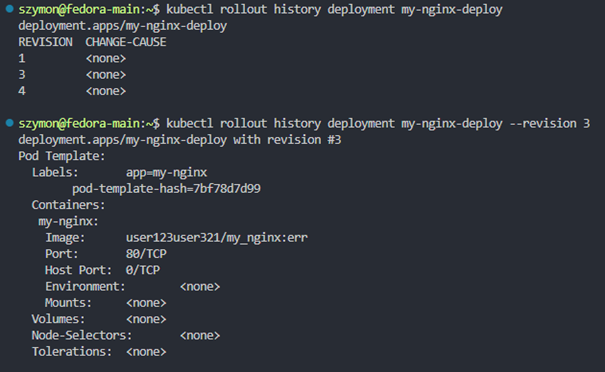 szymon@fedora-main:~$ kubectl rollout history deployment my-nginx-deploy
deployment.apps/my-nginx-deploy
REVISION  CHANGE-CAUSE
1         <none>
3         <none>
4         <none>

szymon@fedora-main:~$ kubectl rollout history deployment my-nginx-deploy --revision 3
deployment.apps/my-nginx-deploy with revision #3
Pod Template:
  Labels:       app=my-nginx
        pod-template-hash=7bf78d7d99
  Containers:
   my-nginx:
    Image:      user123user321/my_nginx:err
    Port:       80/TCP
    Host Port:  0/TCP
    Environment:        <none>
    Mounts:     <none>
  Volumes:      <none>
  Node-Selectors:       <none>
  Tolerations:  <none>